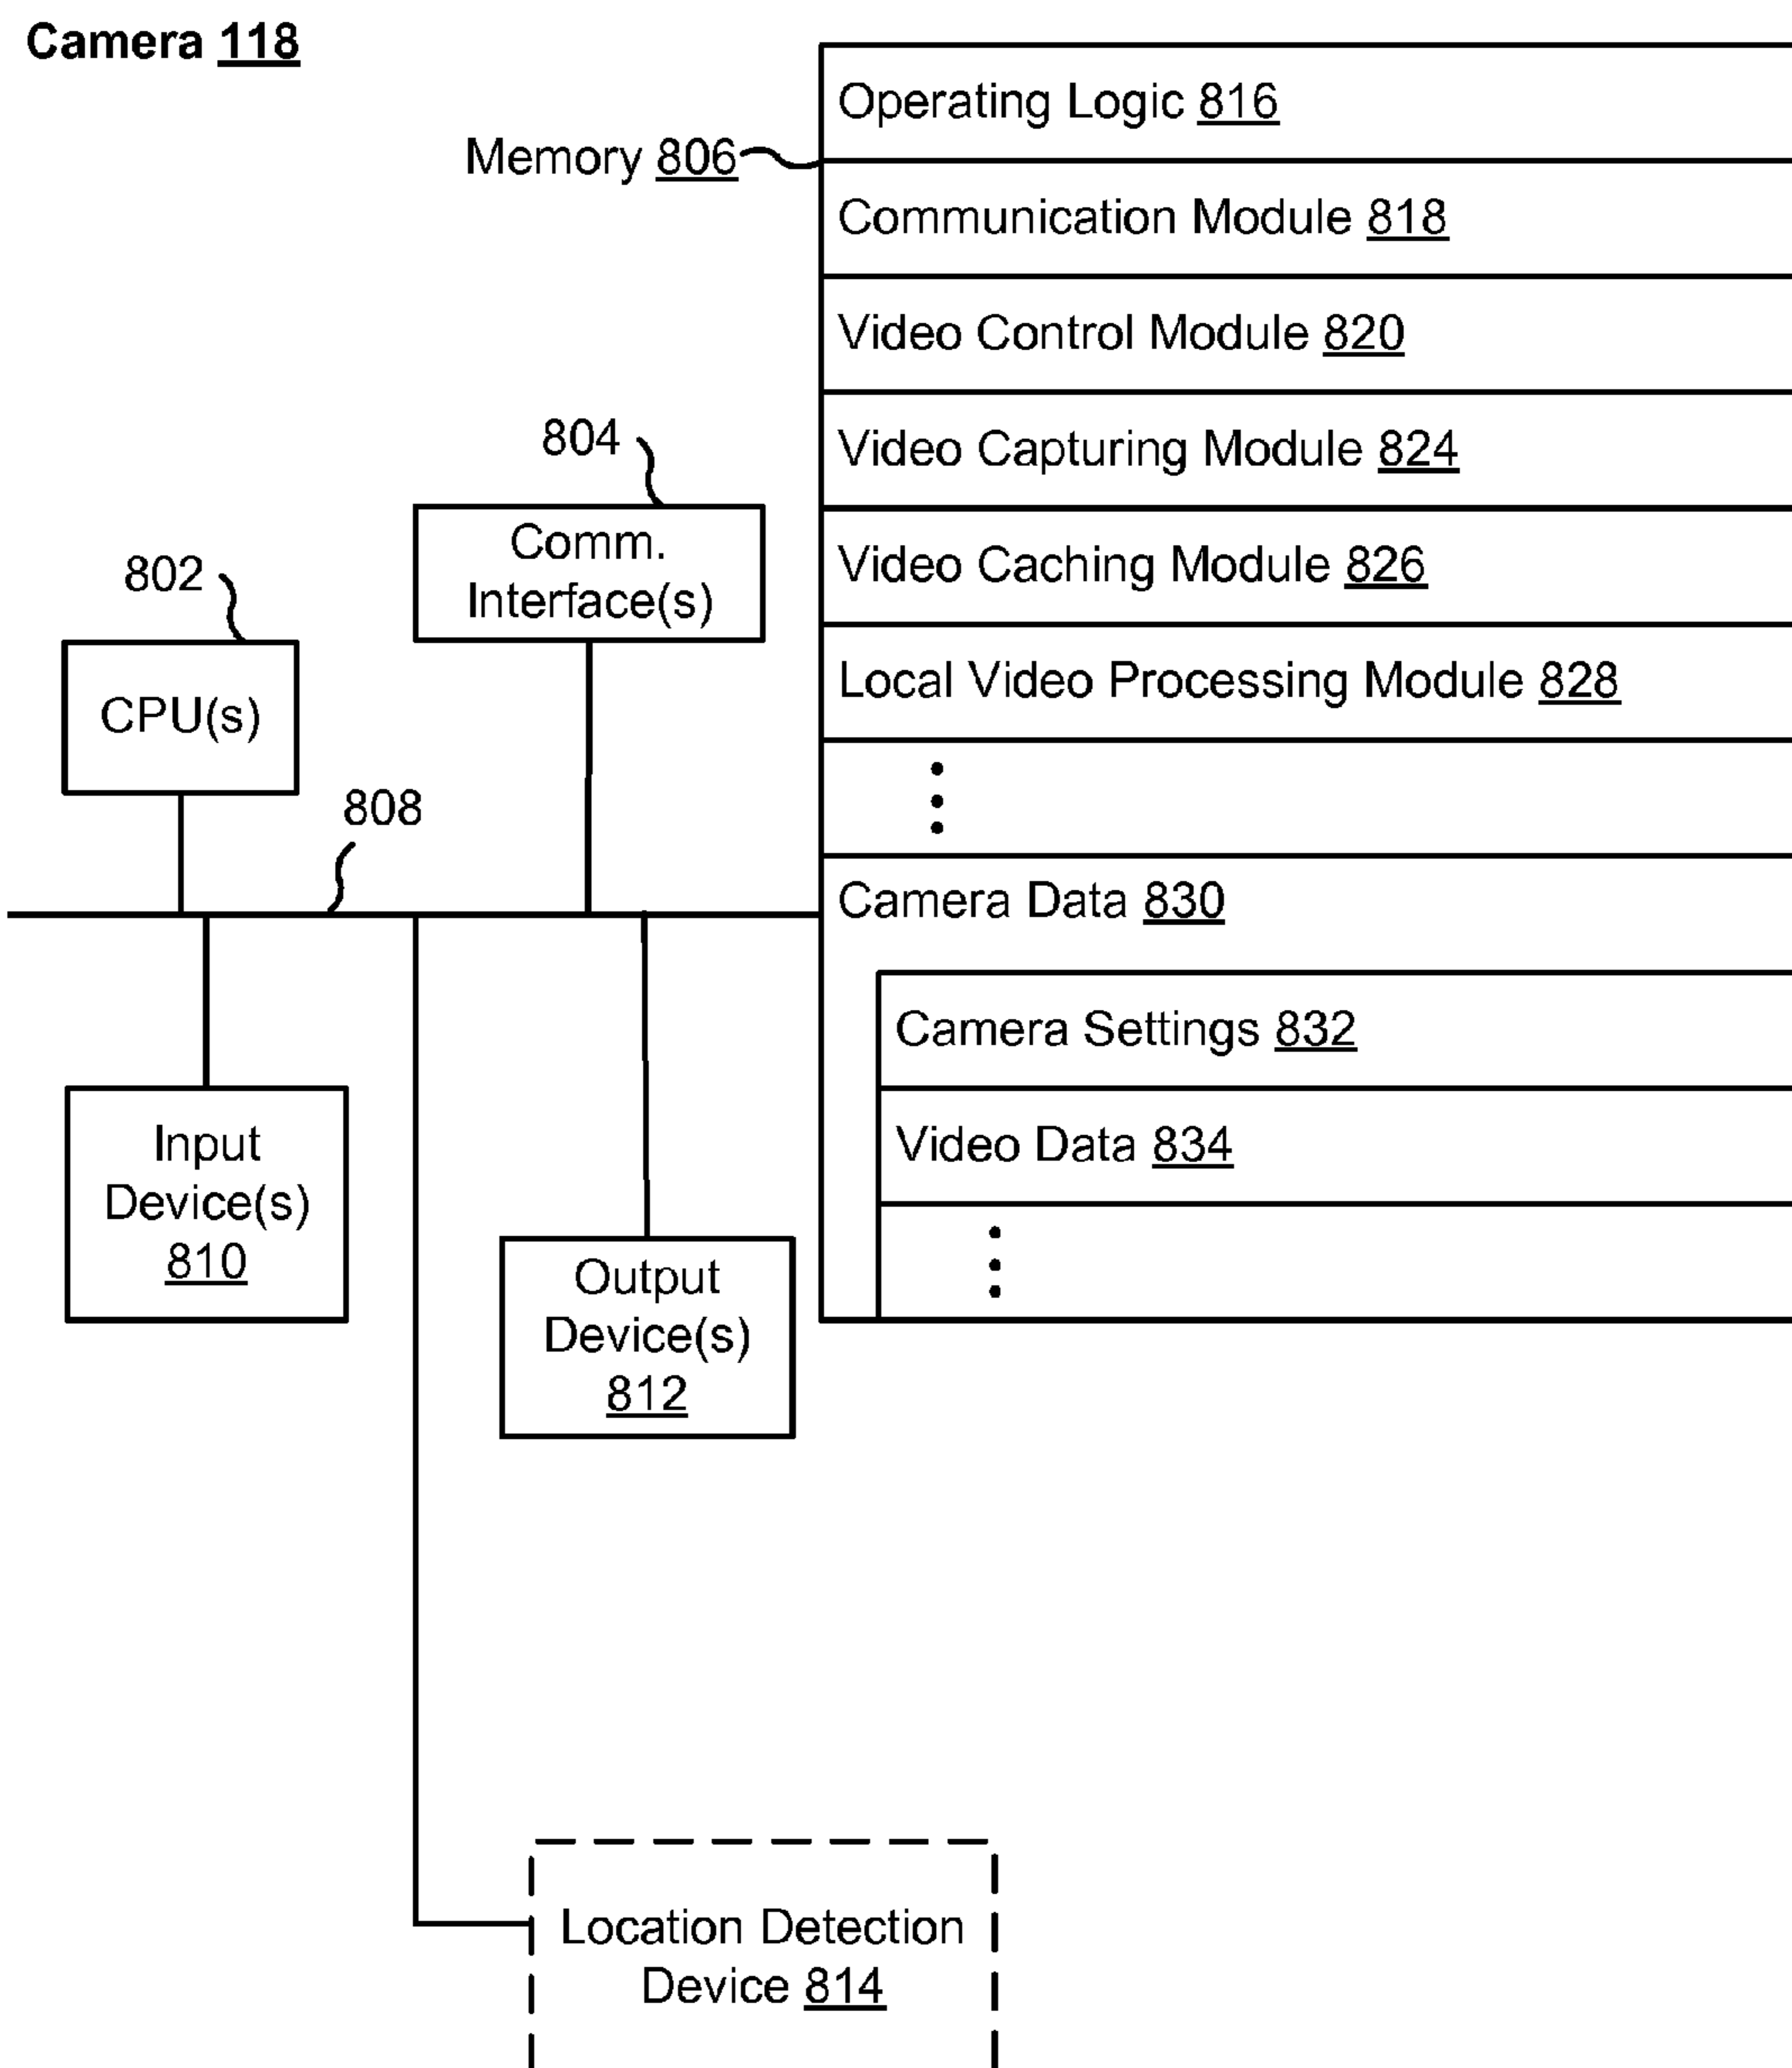 Camera 118
Operating Logic 816
Memory 806
Communication Module 818
Video Control Module 820
804
Video Capturing Module 824
Comm.
Interface(s)
802
Video Caching Module 826
CPU(s)
Local Video Processing Module 828
808
Camera Data 830
Camera Settings 832
Video Data 834
Input
Device(s)
810
Output
Device(s)
812
Location Detection
Device 814